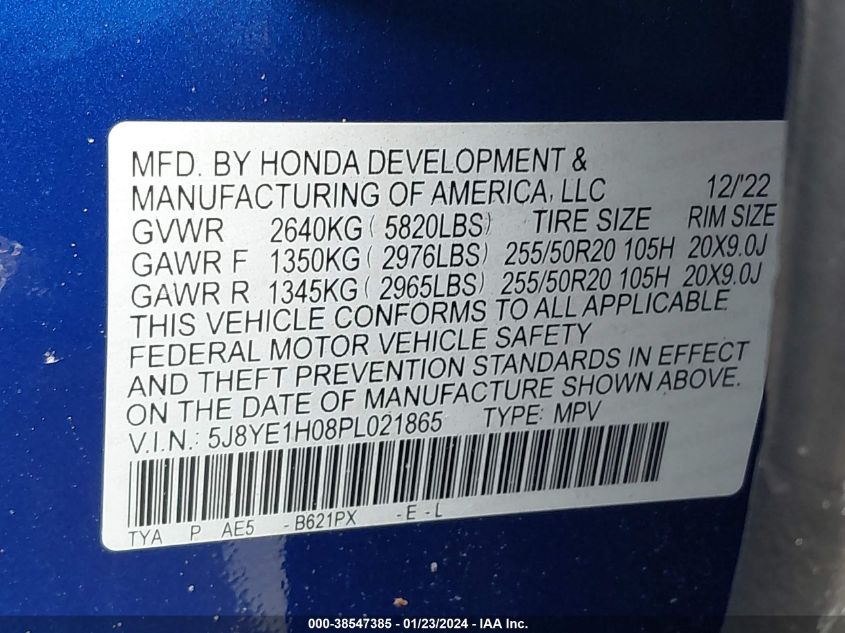 MFD. BY HONDA DEVELOPMENT &
MANUFACTURING OF AMERICA, LLC 12/'22
GVWR 2640KG ( 5820LBS) TIRE SIZE RIM SIZE
GAWR F 1350KG ( 2976LBS) 255/50R20 105H 20X9.0J
GAWR R 1345KG ( 2965LBS) 255/50R20 105H 20X9.0J
THIS VEHICLE CONFORMS TO ALL APPLICABLE
FEDERAL MOTOR VEHICLE SAFETY
AND THEFT PREVENTION STANDARDS IN EFFECT
ON THE DATE OF MANUFACTURE SHOWN ABOVE.
V.I.N.: 5J8YE1H08PL021865 TYPE: MPV
TYA P AE5 -B621PX -E-L
000-38547385 - 01/23/2024 - IAA Inc.